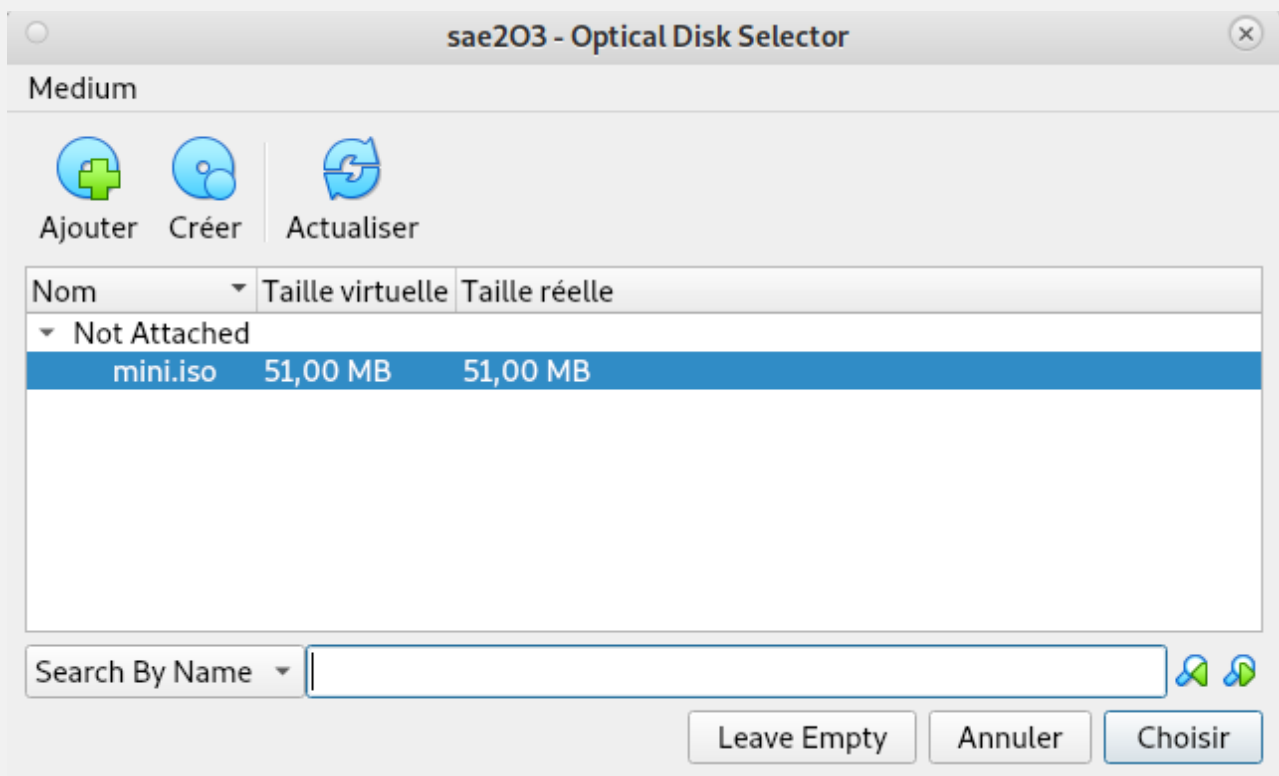 sae2O3 - Optical Disk Selector
Medium
Ajouter Créer Actualiser
Nom Taille virtuelle Taille réelle
Not Attached
mini.iso 51,00 MB 51,00 MB
Search By Name
Leave Empty Annuler Choisir